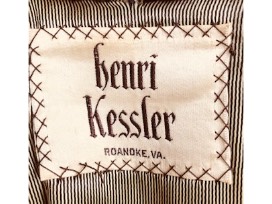 henri
Kessler
ROANOKE, VA.